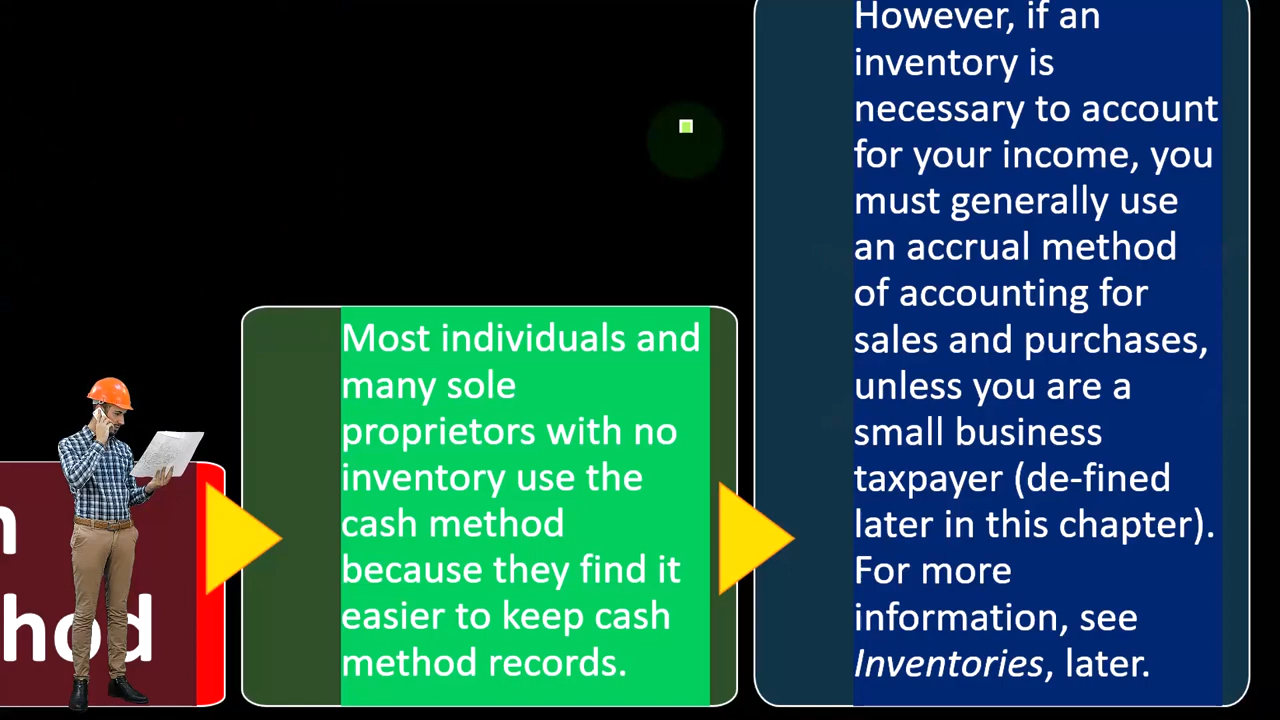 Most individuals and
many sole
proprietors with no
inventory use the
cash method
because they find it
easier to keep cash
method records.
However, if an
inventory is
necessary to account
for your income, you
must generally use
an accrual method
of accounting for
sales and purchases,
unless you are a
small business
taxpayer (de-fined
later in this chapter).
For more
information, see
Inventories, later.